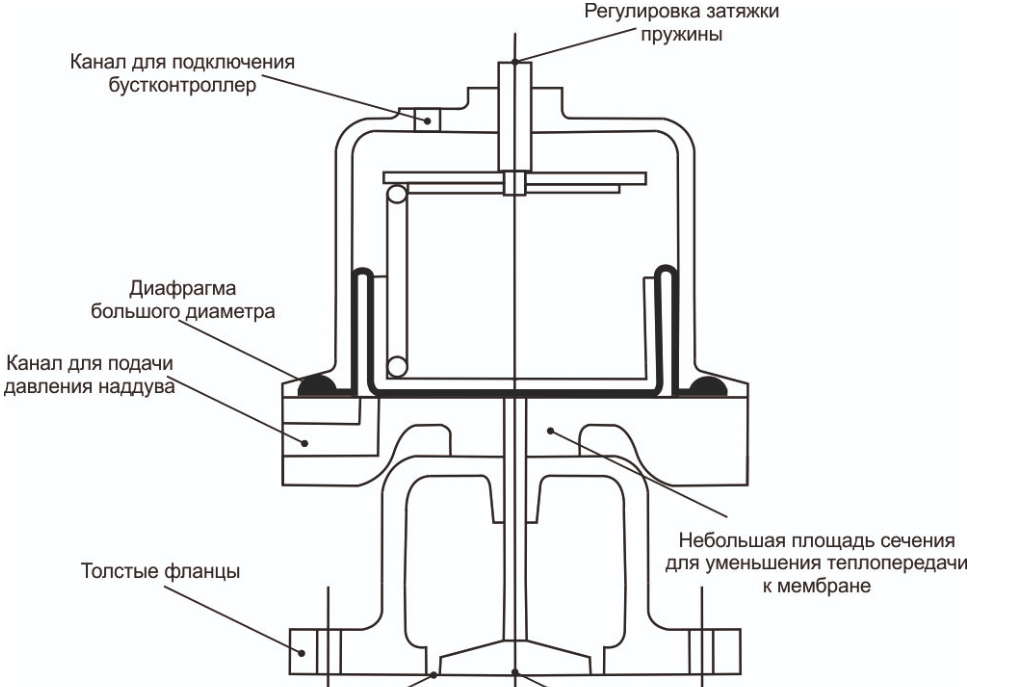 Регулировка затяжки
пружины
Канал для подключения
бустконтроллер
Диафрагма
большого диаметра
Канал для подачи
давления наддува
Небольшая площадь сечения
для уменьшения теплопередачи
к мембране
Толстые фланцы